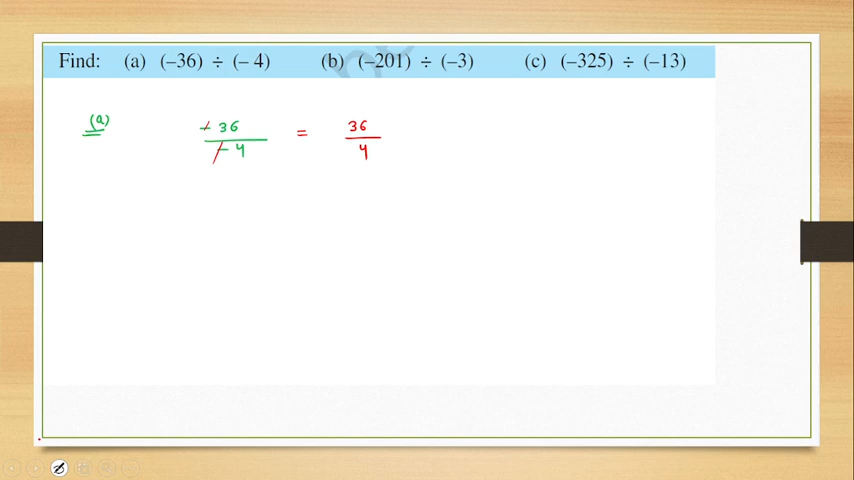 Find: (a) (–36) ÷ (– 4) (b) (–201) ÷ (–3) (c) (–325) ÷ (–13)
(a) -36/-4 = 36/4